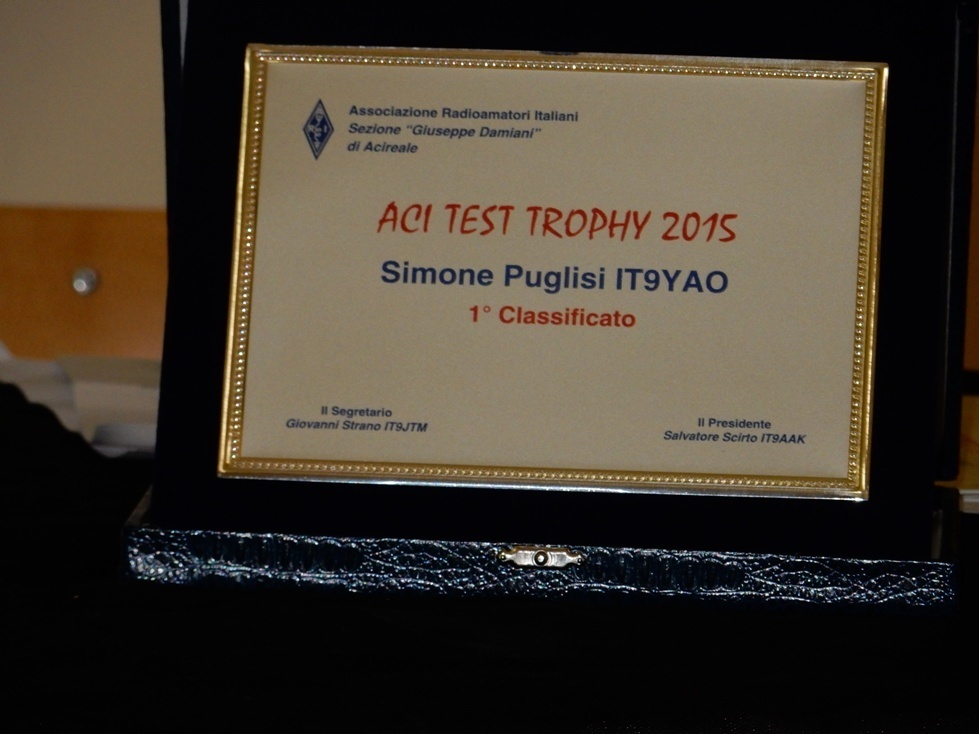 Associazione Radioamatori Italiani
Sezione "Giuseppe Damiani"
di Acireale
ACI TEST TROPHY 2015
Simone Puglisi IT9YAO
1° Classificato
Il Segretario
Giovanni Strano IT9JTM
Il Presidente
Salvatore Scirto IT9AAK